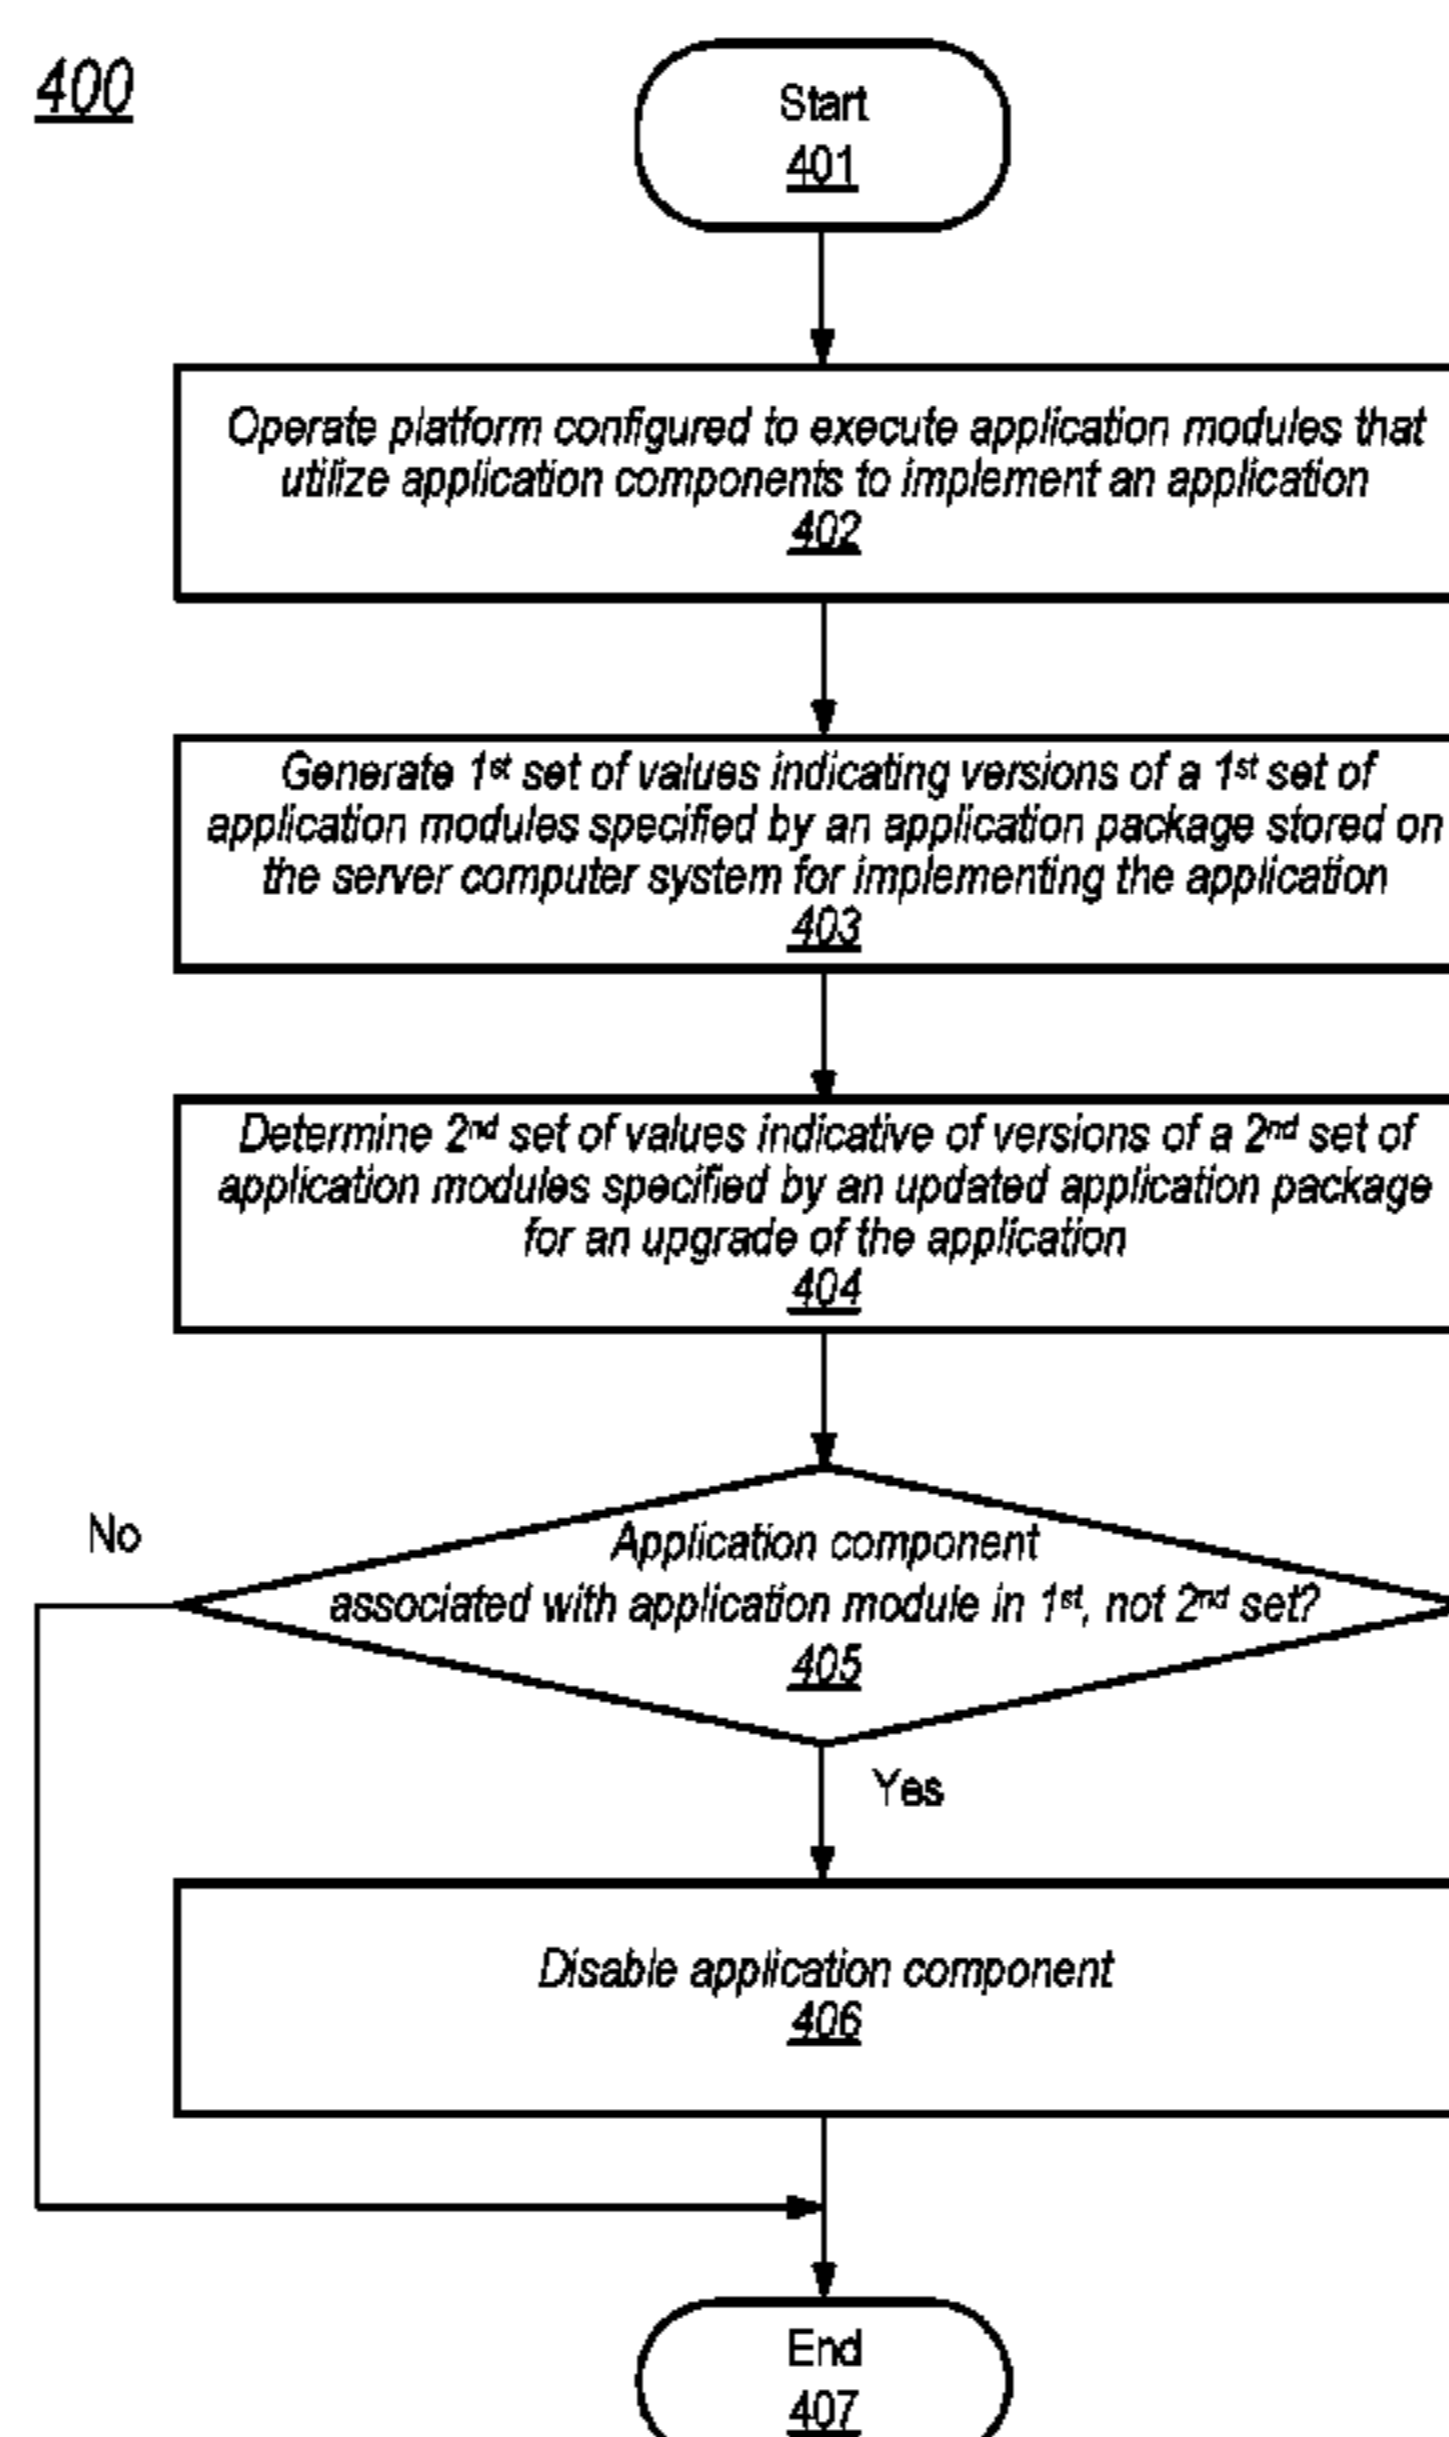 400
Start
401
Operate platform configured to execute application modules that
utilize application components to implement an application
402
Generate 1st set of values indicating versions of a 1st set of
application modules specified by an application package stored on
the server computer system for implementing the application
403
Determine 2nd set of values indicative of versions of a 2nd set of
application modules specified by an updated application package
for an upgrade of the application
404
No
Application component
associated with application module in 1st, not 2nd set?
405
Yes
Disable application component
406
End
407